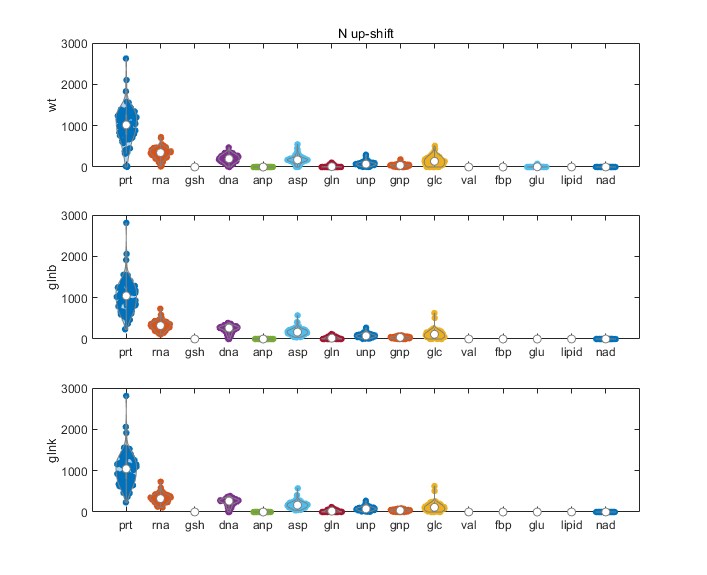 N up-shift
3000
2000
1000
0
wt
prt rna gsh dna anp asp gln unp gnp glc val fbp glu lipid nad
3000
2000
1000
0
glnb
prt rna gsh dna anp asp gln unp gnp glc val fbp glu lipid nad
3000
2000
1000
0
glnk
prt rna gsh dna anp asp gln unp gnp glc val fbp glu lipid nad